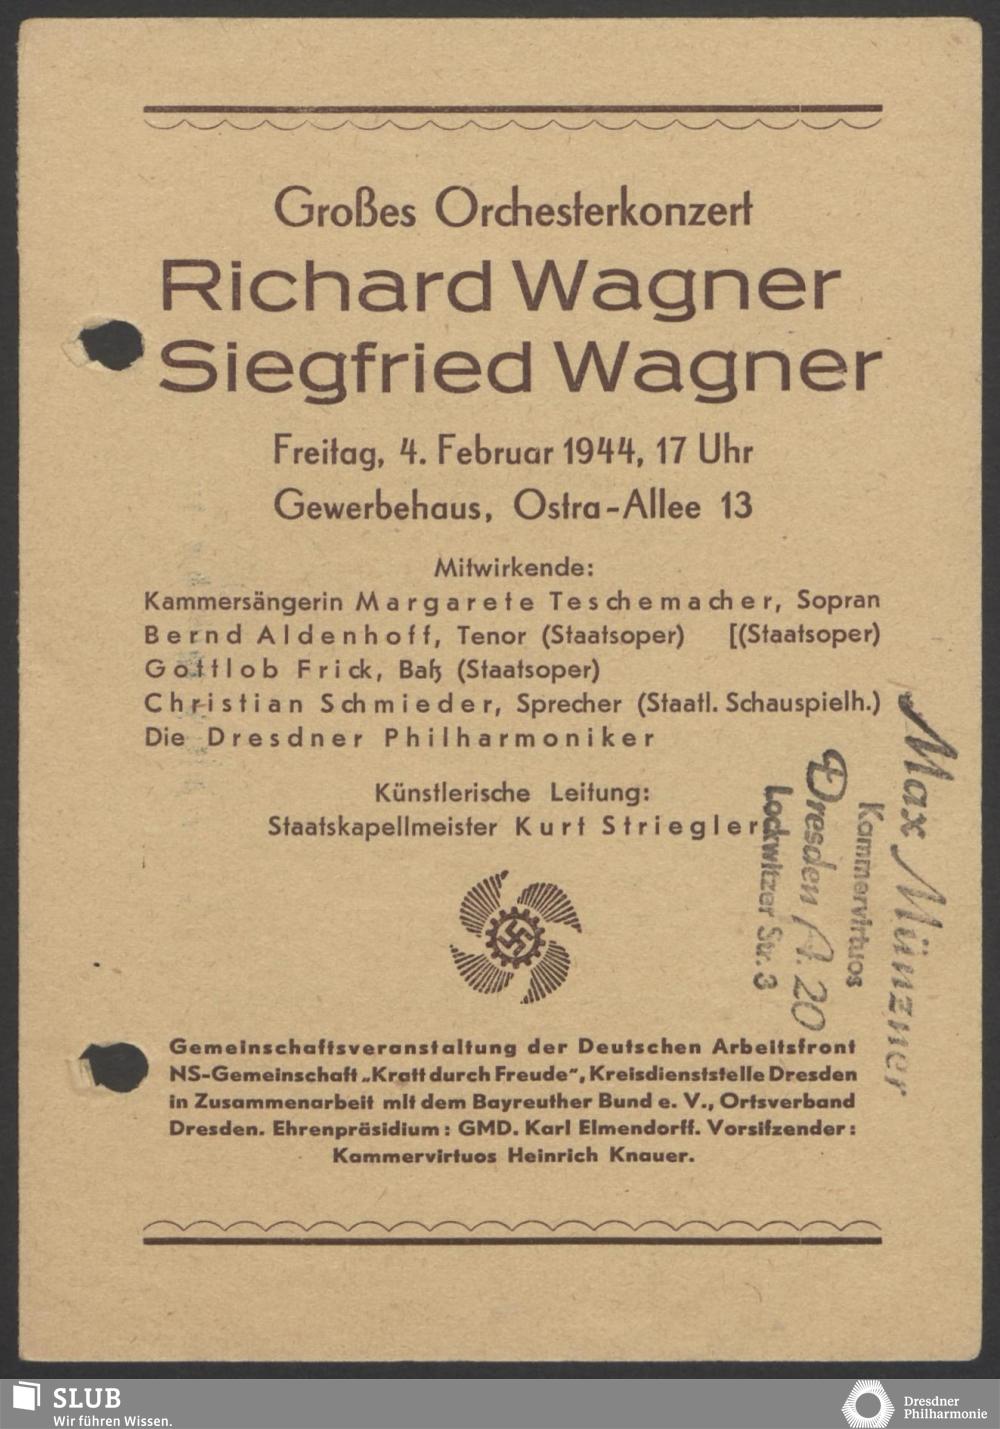 Großes Orchesterkonzert
Richard Wagner
Siegfried Wagner
Freitag, 4. Februar 1944, 17 Uhr
Gewerbehaus, Ostra-Allee 13
Mitwirkende:
Kammersängerin Margarete Teschemacher, Sopran
Bernd Aldenhoff, Tenor (Staatsoper) [(Staatsoper)
Gottlob Frick, Baß (Staatsoper)
Christian Schmieder, Sprecher (Staatl. Schauspielh.)
Die Dresdner Philharmoniker
Künstlerische Leitung:
Staatskapellmeister Kurt Striegler
Max Münzner
Kammervirtuos
Dresden A. 20
Lockwitzer Str. 3
Gemeinschaftsveranstaltung der Deutschen Arbeitsfront
NS-Gemeinschaft „Kraft durch Freude", Kreisdienststelle Dresden
in Zusammenarbeit mit dem Bayreuther Bund e. V., Ortsverband
Dresden. Ehrenpräsidium: GMD. Karl Elmendorff. Vorsitzender:
Kammervirtuos Heinrich Knauer.
SLUB
Wir führen Wissen.
Dresdner
Philharmonie